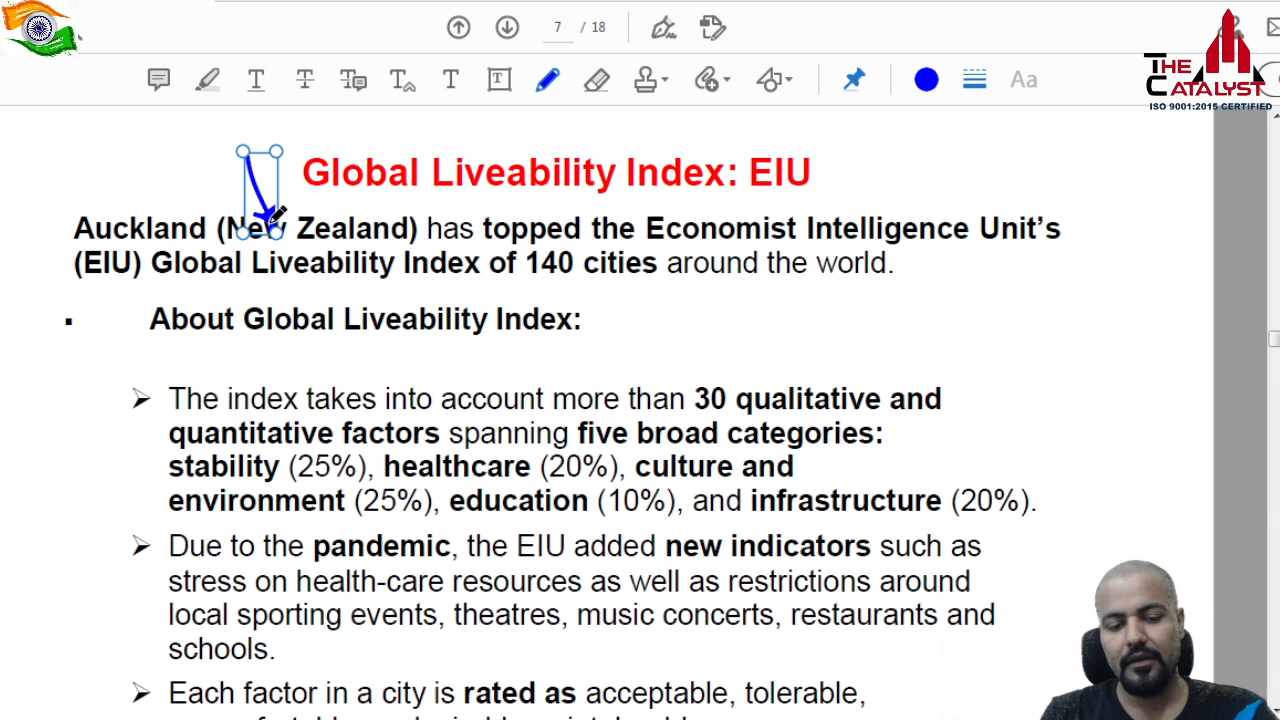 7 / 18
THE
CATALYST
ISO 9001:2015 CERTIFIED
Aa
Global Liveability Index: EIU
Auckland (New Zealand) has topped the Economist Intelligence Unit's
(EIU) Global Liveability Index of 140 cities around the world.
▪ About Global Liveability Index:
➢ The index takes into account more than 30 qualitative and
quantitative factors spanning five broad categories:
stability (25%), healthcare (20%), culture and
environment (25%), education (10%), and infrastructure (20%).
➢ Due to the pandemic, the EIU added new indicators such as
stress on health-care resources as well as restrictions around
local sporting events, theatres, music concerts, restaurants and
schools.
➢ Each factor in a city is rated as acceptable, tolerable,